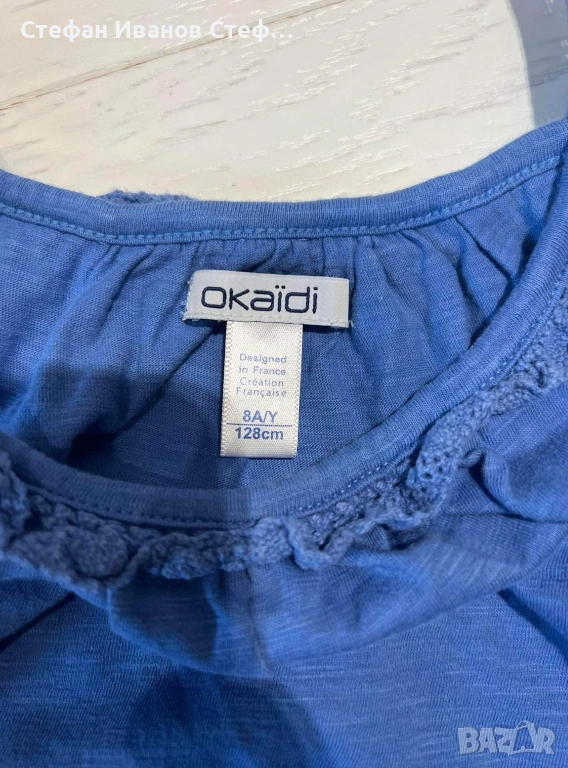 Стефан Иванов Стеф...
okaïdi
Designed
in France
Création
Française
8A/Y
128cm
BAZAR